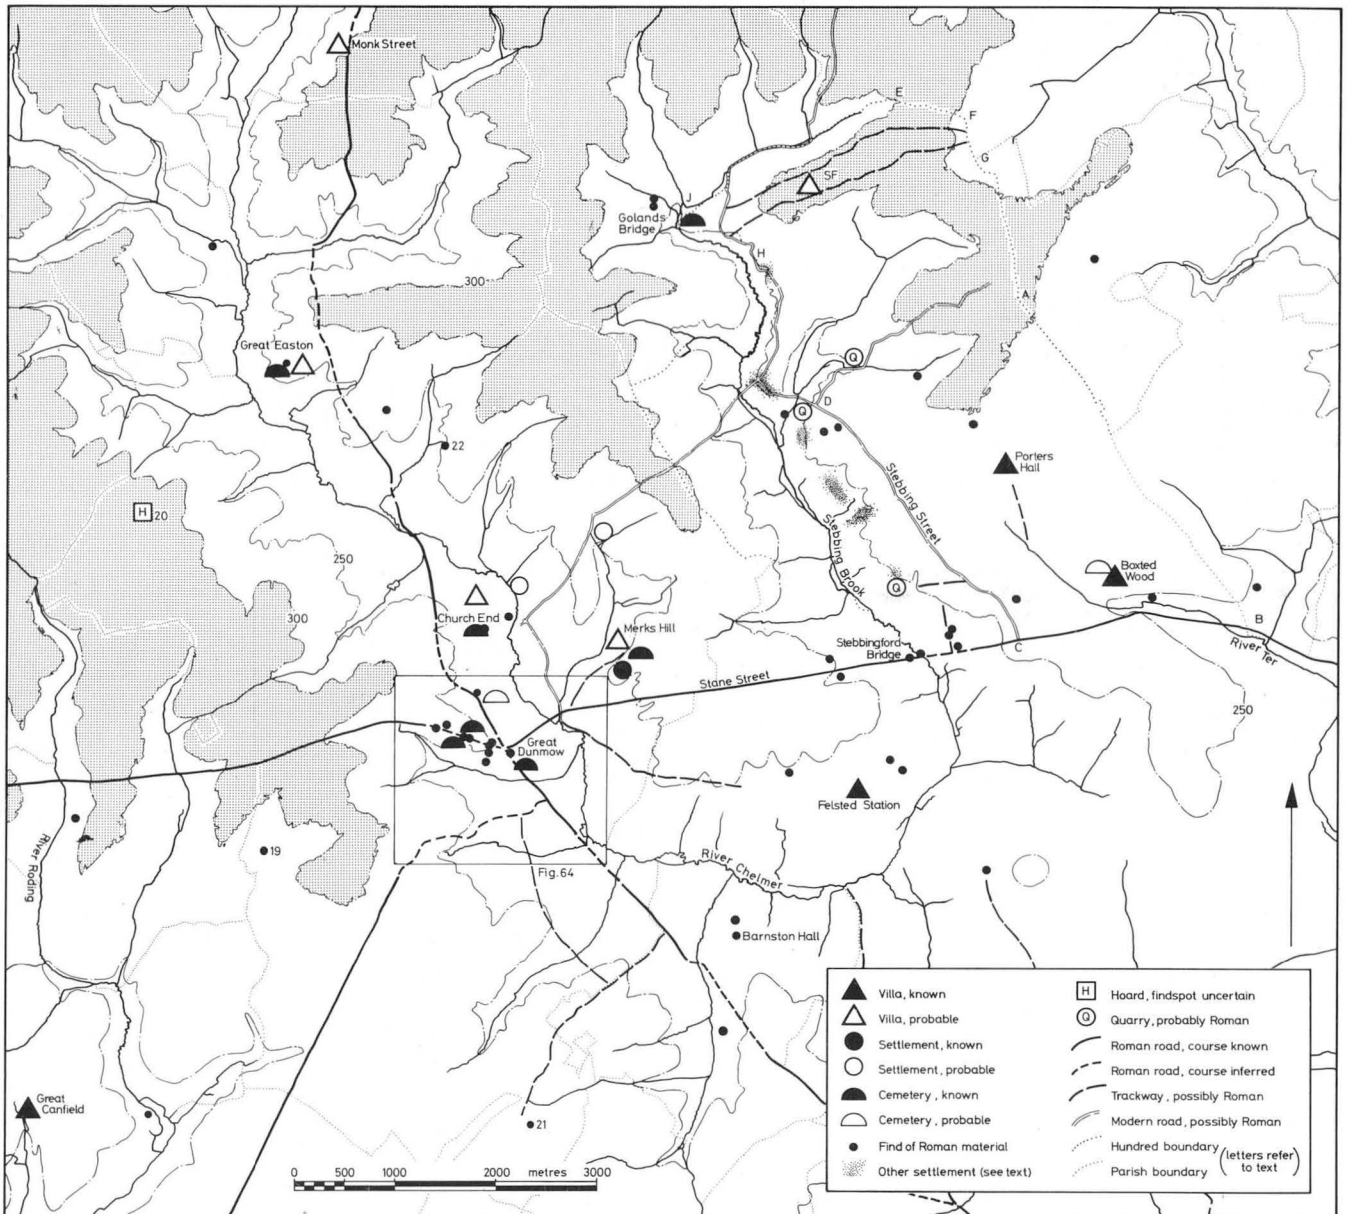 Monk Street
E
F
G
SF
J
Golands
Bridge
H
300
A
Great Easton
Q
D
Q
22
Porters
Hall
Stebbing Street
H 20
Stebbing Brook
250
Boxted
Wood
Q
300
Church End
Merks Hill
B
Stebbingford
Bridge
C
River Ter
Stane Street
250
Great
Dunmow
Felsted Station
River Roding
19
River Chelmer
Fig.64
Barnston Hall
Great
Canfield
21
0 500 1000 2000 metres 3000
Villa, known
Villa, probable
Settlement, known
Settlement, probable
Cemetery, known
Cemetery, probable
Find of Roman material
Other settlement (see text)
H Hoard, findspot uncertain
Q Quarry, probably Roman
Roman road, course known
Roman road, course inferred
Trackway, possibly Roman
Modern road, possibly Roman
Hundred boundary
Parish boundary
(letters refer
to text)